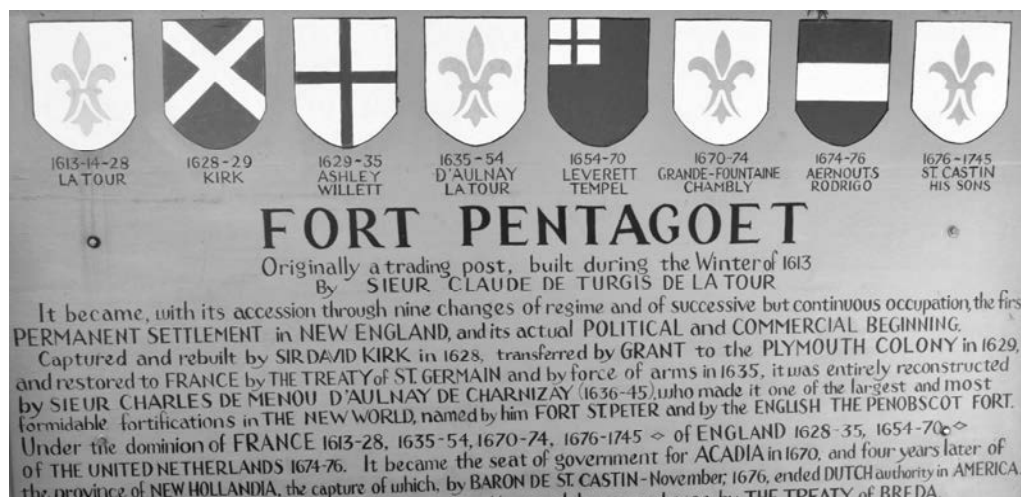 1613-14-28
LA TOUR
1628-29
KIRK
1629-35
ASHLEY
WILLETT
1635-54
D'AULNAY
LA TOUR
1654-70
LEVERETT
TEMPEL
1670-74
GRANDE-FOUNTAINE
CHAMBLY
1674-76
AERNOUTS
RODRIGO
1676-1745
ST. CASTIN
HIS SONS
FORT PENTAGOET
Originally a trading post, built during the Winter of 1613
By SIEUR CLAUDE DE TURGIS DE LA TOUR
It became, with its accession through nine changes of regime and of successive but continuous occupation, the firs
PERMANENT SETTLEMENT in NEW ENGLAND, and its actual POLITICAL and COMMERCIAL BEGINNING.
Captured and rebuilt by SIR DAVID KIRK in 1628, transferred by GRANT to the PLYMOUTH COLONY in 1629,
and restored to FRANCE by THE TREATY of ST. GERMAIN and by force of arms in 1635, it was entirely reconstructed
by SIEUR CHARLES DE MENOU D'AULNAY DE CHARNIZAY (1636-45), who made it one of the largest and most
formidable fortifications in THE NEW WORLD, named by him FORT ST. PETER and by the ENGLISH THE PENOBSCOT FORT.
Under the dominion of FRANCE 1613-28, 1635-54, 1670-74, 1676-1745 ◇ of ENGLAND 1628-35, 1654-70 ◇
of THE UNITED NETHERLANDS 1674-76. It became the seat of government for ACADIA in 1670, and four years later of
the province of NEW HOLLANDIA, the capture of which, by BARON DE ST. CASTIN - November, 1676, ended DUTCH authority in AMERICA.
by THE TREATY of BREDA